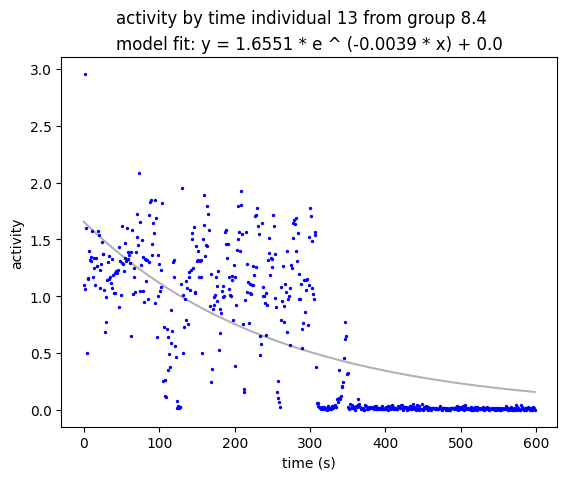 activity by time individual 13 from group 8.4
model fit: y = 1.6551 * e ^ (-0.0039 * x) + 0.0
3.0
2.5
2.0
1.5
1.0
0.5
0.0
activity
0 100 200 300 400 500 600
time (s)